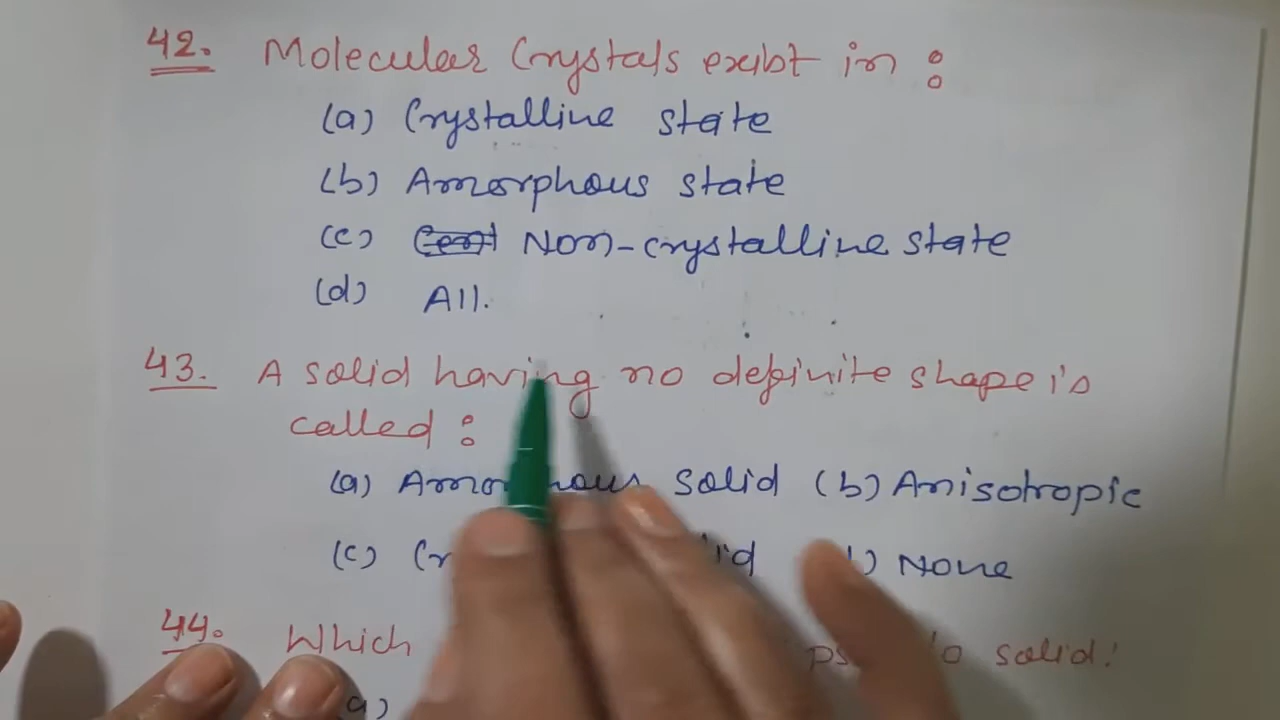 42. Molecular Crystals exist in :
(a) Crystalline state
(b) Amorphous state
(c) Non-crystalline state
(d) All.
43. A solid having no definite shape is
called :
(a) solid (b) Anisotropic
(c) None
44. Which solid!
(a)